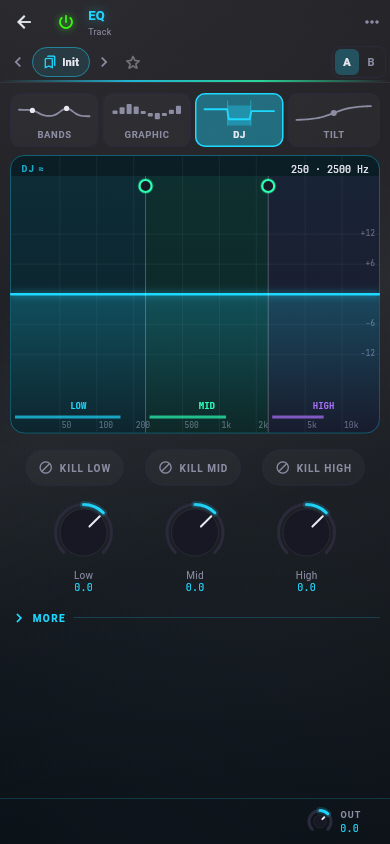 EQ
Track
Init
A B
BANDS GRAPHIC DJ TILT
DJ ≈ 250 · 2500 Hz
+12
+6
-6
-12
LOW MID HIGH
50 100 200 500 1k 2k 5k 10k
KILL LOW KILL MID KILL HIGH
Low Mid High
0.0 0.0 0.0
MORE
OUT
0.0